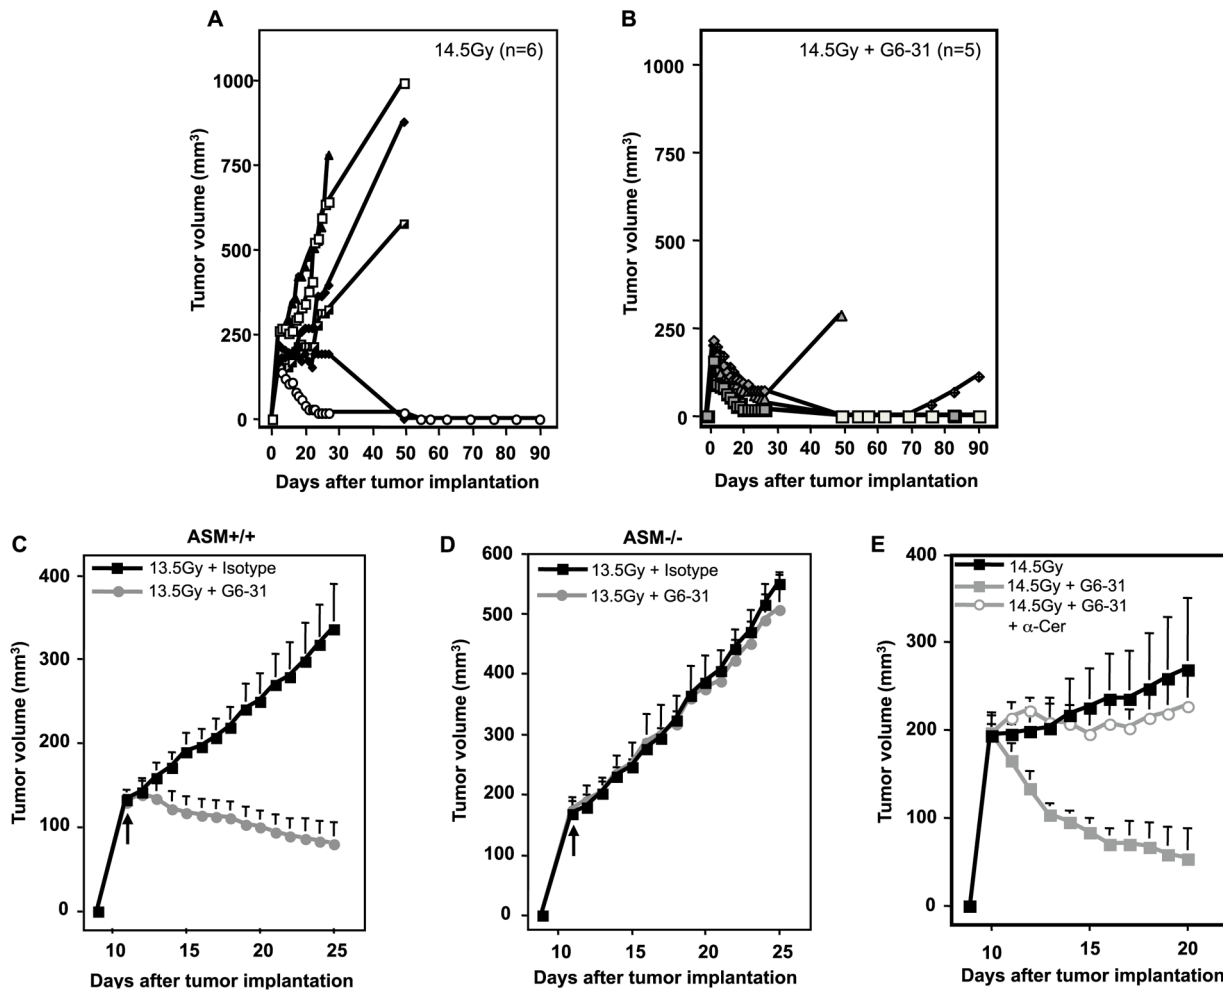 A
14.5Gy (n=6)
Tumor volume (mm³)
1000
750
500
250
0
0 10 20 30 40 50 60 70 80 90
Days after tumor implantation
B
14.5Gy + G6-31 (n=5)
Tumor volume (mm³)
1000
750
500
250
0
0 10 20 30 40 50 60 70 80 90
Days after tumor implantation
C
ASM+/+
13.5Gy + Isotype
13.5Gy + G6-31
Tumor volume (mm³)
400
300
200
100
0
10 15 20 25
Days after tumor implantation
D
ASM-/-
13.5Gy + Isotype
13.5Gy + G6-31
Tumor volume (mm³)
600
500
400
300
200
100
0
10 15 20 25
Days after tumor implantation
E
14.5Gy
14.5Gy + G6-31
14.5Gy + G6-31
+ α-Cer
Tumor volume (mm³)
400
300
200
100
0
10 15 20
Days after tumor implantation